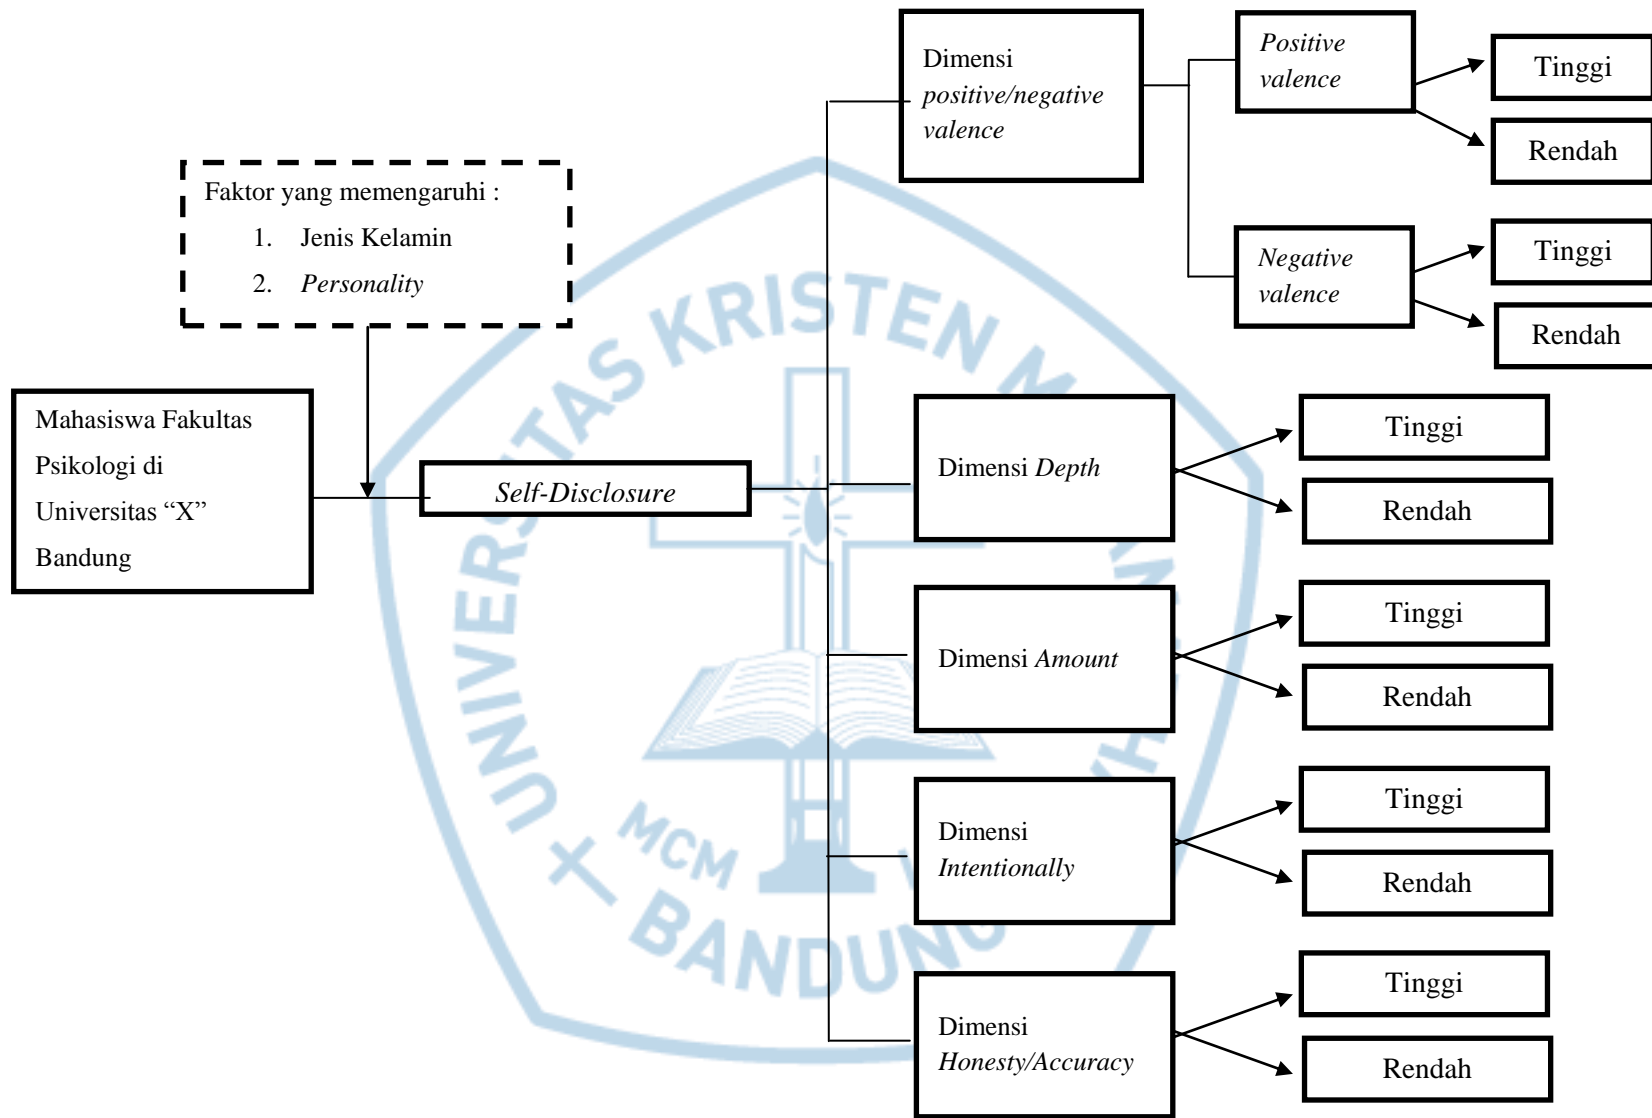 Dimensi
positive/negative
valence
Positive
valence
Tinggi
Rendah
Negative
valence
Tinggi
Rendah
Faktor yang memengaruhi :
1. Jenis Kelamin
2. Personality
Mahasiswa Fakultas
Psikologi di
Universitas “X”
Bandung
Self-Disclosure
Dimensi Depth
Tinggi
Rendah
Dimensi Amount
Tinggi
Rendah
Dimensi
Intentionally
Tinggi
Rendah
Dimensi
Honesty/Accuracy
Tinggi
Rendah
UNIVERSITAS KRISTEN
MCM
BANDUNG